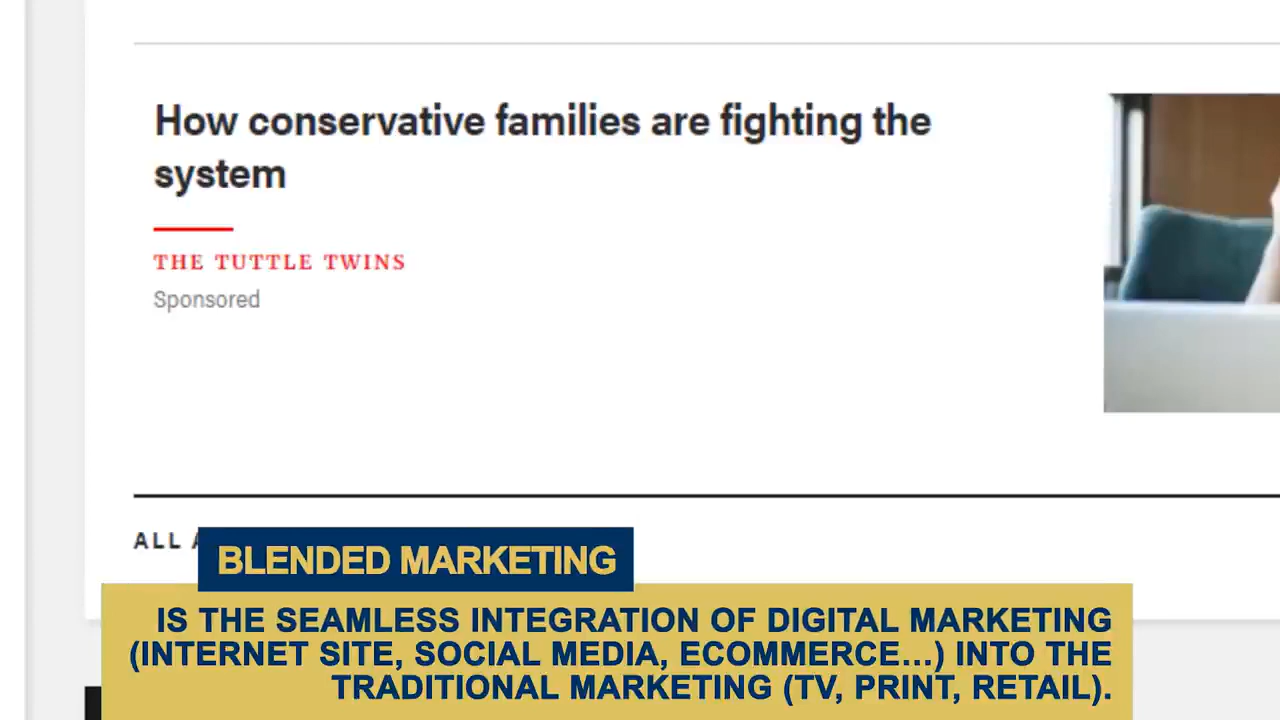 How conservative families are fighting the
system
THE TUTTLE TWINS
Sponsored
ALL
BLENDED MARKETING
IS THE SEAMLESS INTEGRATION OF DIGITAL MARKETING
(INTERNET SITE, SOCIAL MEDIA, ECOMMERCE...) INTO THE
TRADITIONAL MARKETING (TV, PRINT, RETAIL).